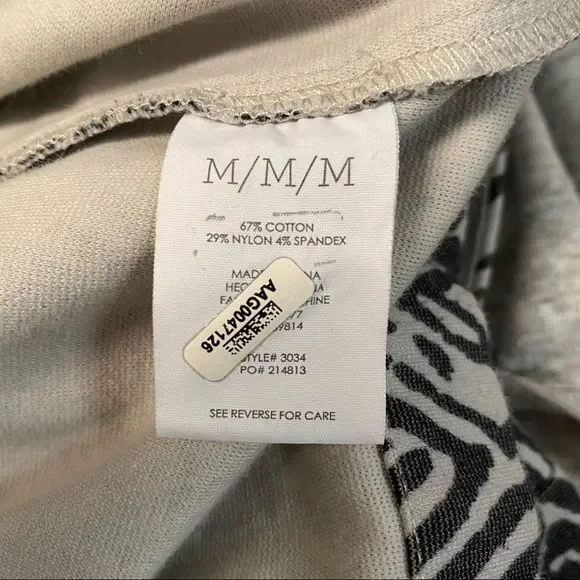 M/M/M
67% COTTON
29% NYLON 4% SPANDEX
STYLE# 3034
PO# 214813
SEE REVERSE FOR CARE
AAG0047126